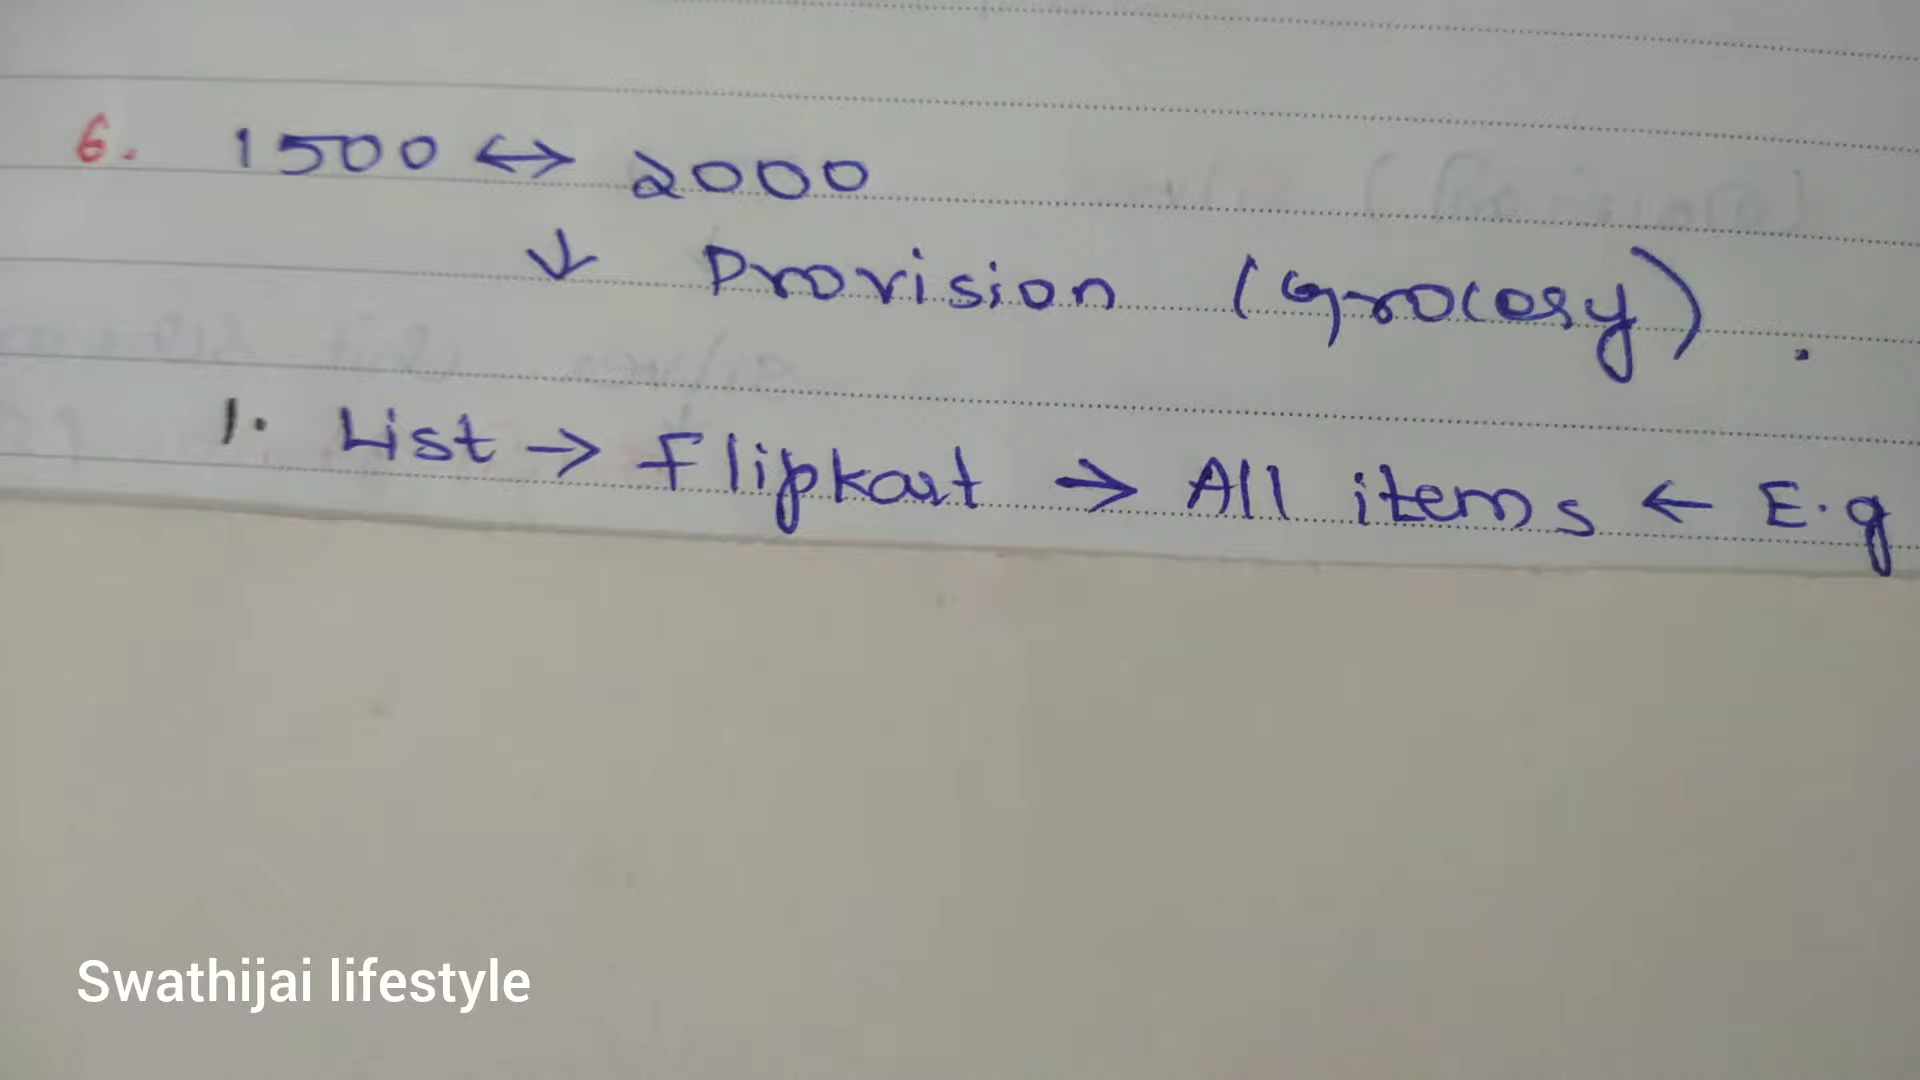 6. 1500 ↔ 2000
↓ Provision (Grocery).
1. List → Flipkart → All items ← E.g
Swathijai lifestyle